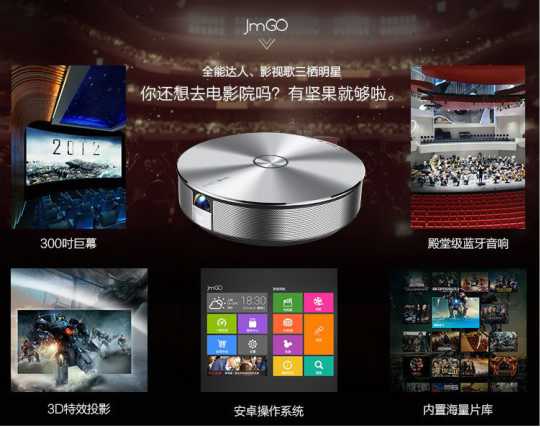 JmGO
全能达人、影视歌三栖明星
你还想去电影院吗？有坚果就够啦。
2012
300吋巨幕
殿堂级蓝牙音响
JmGO
18:30
3D特效投影
安卓操作系统
内置海量片库